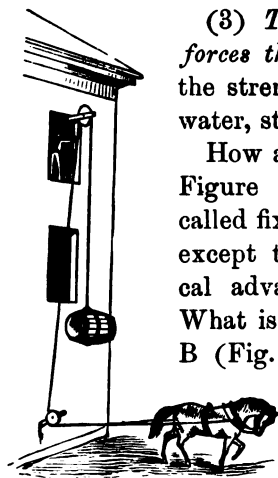 (3) T
forces th
the stren
water, st
How a
Figure
called fix
except t
cal adva
What is
B (Fig.